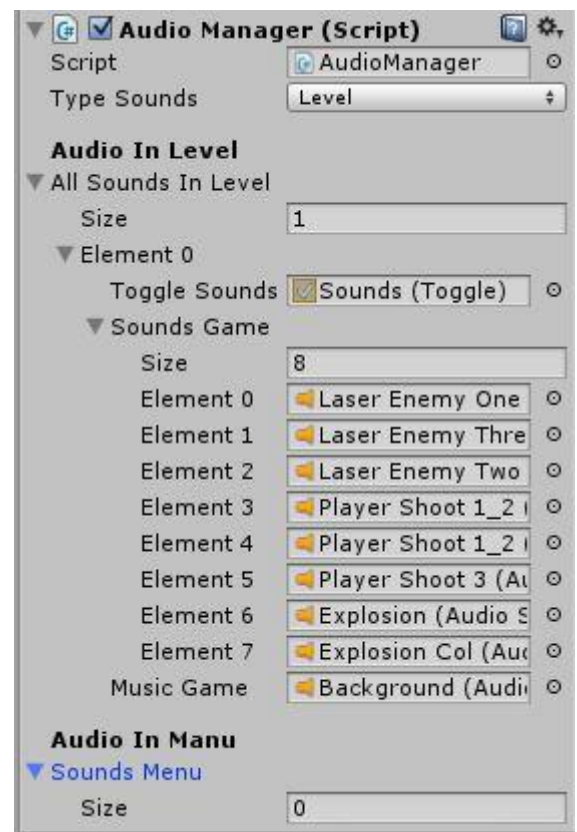 Audio Manager (Script)
Script AudioManager
Type Sounds Level
Audio In Level
All Sounds In Level
Size 1
Element 0
Toggle Sounds Sounds (Toggle)
Sounds Game
Size 8
Element 0 Laser Enemy One
Element 1 Laser Enemy Thre
Element 2 Laser Enemy Two
Element 3 Player Shoot 1_2 (
Element 4 Player Shoot 1_2 (
Element 5 Player Shoot 3 (Au
Element 6 Explosion (Audio S
Element 7 Explosion Col (Aud
Music Game Background (Audi
Audio In Manu
Sounds Menu
Size 0